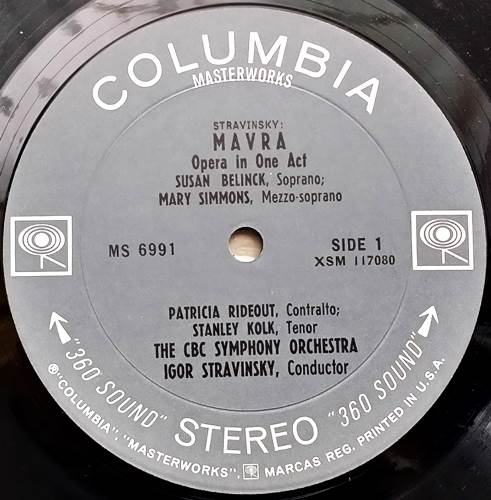 COLUMBIA
MASTERWORKS
STRAVINSKY:
MAVRA
Opera in One Act
SUSAN BELINCK, Soprano;
MARY SIMMONS, Mezzo-soprano
MS 6991
SIDE 1
XSM 117080
PATRICIA RIDEOUT, Contralto;
STANLEY KOLK, Tenor
THE CBC SYMPHONY ORCHESTRA
IGOR STRAVINSKY, Conductor
"360 SOUND" STEREO "360 SOUND"
® "COLUMBIA", "MASTERWORKS", MARCAS REG. PRINTED IN U.S.A.